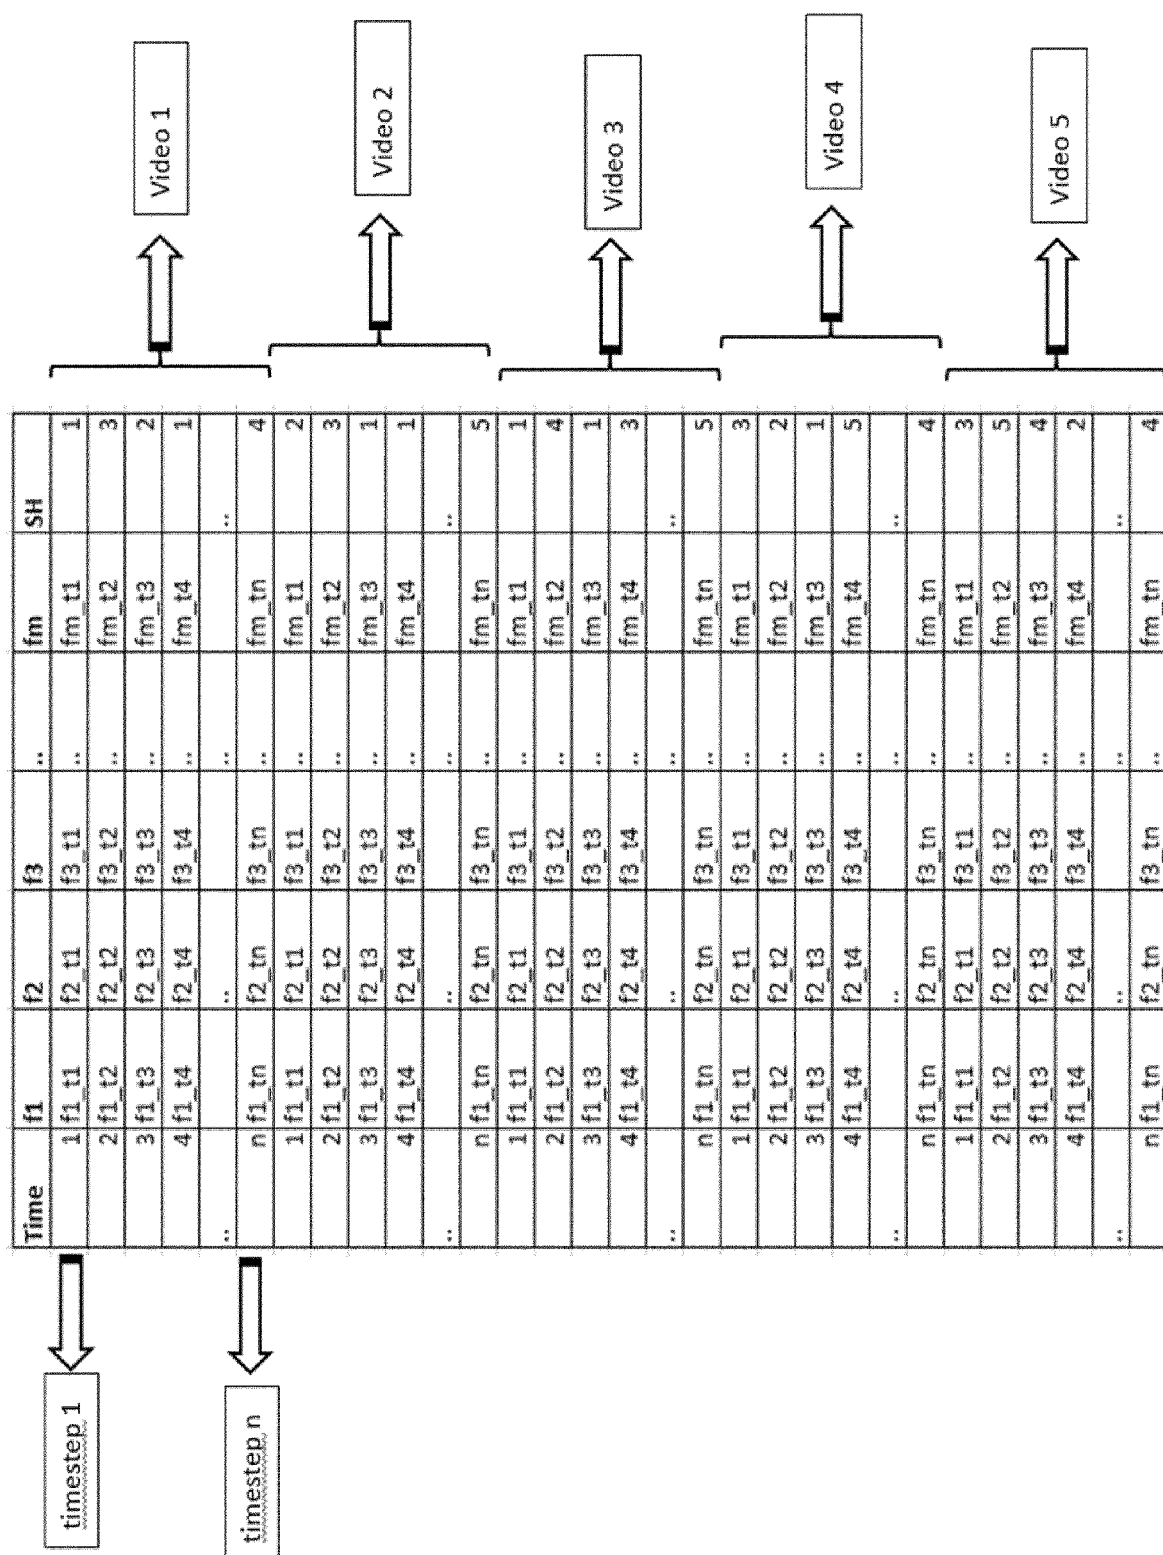 Time f1 f2 f3 .. fm SH
timestep 1
1 f1_t1 f2_t1 f3_t1 .. fm_t1 1
2 f1_t2 f2_t2 f3_t2 .. fm_t2 3
3 f1_t3 f2_t3 f3_t3 .. fm_t3 2
Video 1
4 f1_t4 f2_t4 f3_t4 .. fm_t4 1
.. .. .. ..
timestep n
n f1_tn f2_tn f3_tn .. fm_tn 4
1 f1_t1 f2_t1 f3_t1 .. fm_t1 2
2 f1_t2 f2_t2 f3_t2 .. fm_t2 3
3 f1_t3 f2_t3 f3_t3 .. fm_t3 1
Video 2
4 f1_t4 f2_t4 f3_t4 .. fm_t4 1
.. .. .. ..
n f1_tn f2_tn f3_tn .. fm_tn 5
1 f1_t1 f2_t1 f3_t1 .. fm_t1 1
2 f1_t2 f2_t2 f3_t2 .. fm_t2 4
3 f1_t3 f2_t3 f3_t3 .. fm_t3 1
Video 3
4 f1_t4 f2_t4 f3_t4 .. fm_t4 3
.. .. .. ..
n f1_tn f2_tn f3_tn .. fm_tn 5
1 f1_t1 f2_t1 f3_t1 .. fm_t1 3
2 f1_t2 f2_t2 f3_t2 .. fm_t2 2
3 f1_t3 f2_t3 f3_t3 .. fm_t3 1
Video 4
4 f1_t4 f2_t4 f3_t4 .. fm_t4 5
.. .. .. ..
n f1_tn f2_tn f3_tn .. fm_tn 4
1 f1_t1 f2_t1 f3_t1 .. fm_t1 3
2 f1_t2 f2_t2 f3_t2 .. fm_t2 5
3 f1_t3 f2_t3 f3_t3 .. fm_t3 4
Video 5
4 f1_t4 f2_t4 f3_t4 .. fm_t4 2
.. .. .. ..
n f1_tn f2_tn f3_tn .. fm_tn 4